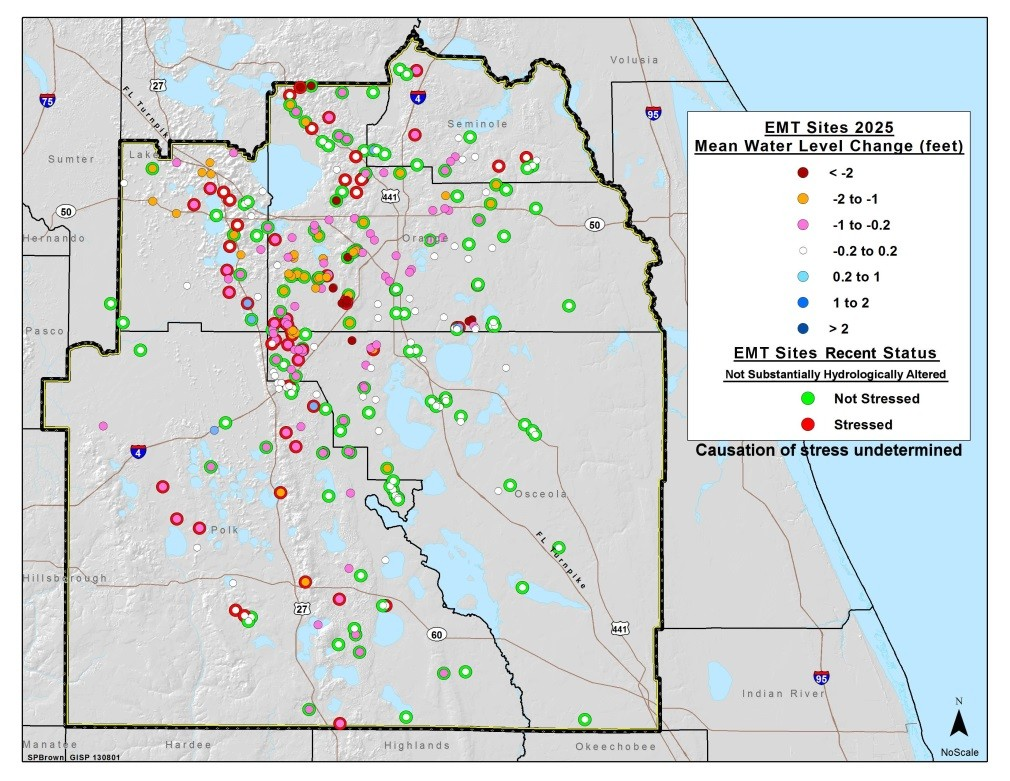 Volusia
27
75
4
95
FL Turnpike
Seminole
Sumter
Lake
441
50
50
Hernando
Orange
Pasco
EMT Sites 2025
Mean Water Level Change (feet)
< -2
-2 to -1
-1 to -0.2
-0.2 to 0.2
0.2 to 1
1 to 2
> 2
EMT Sites Recent Status
Not Substantially Hydrologically Altered
Not Stressed
Stressed
Causation of stress undetermined
4
Osceola
Polk
FL Turnpike
Hillsborough
27
441
60
95
Indian River
N
NoScale
Manatee
Hardee
Highlands
Okeechobee
SPBrown GISP 130801